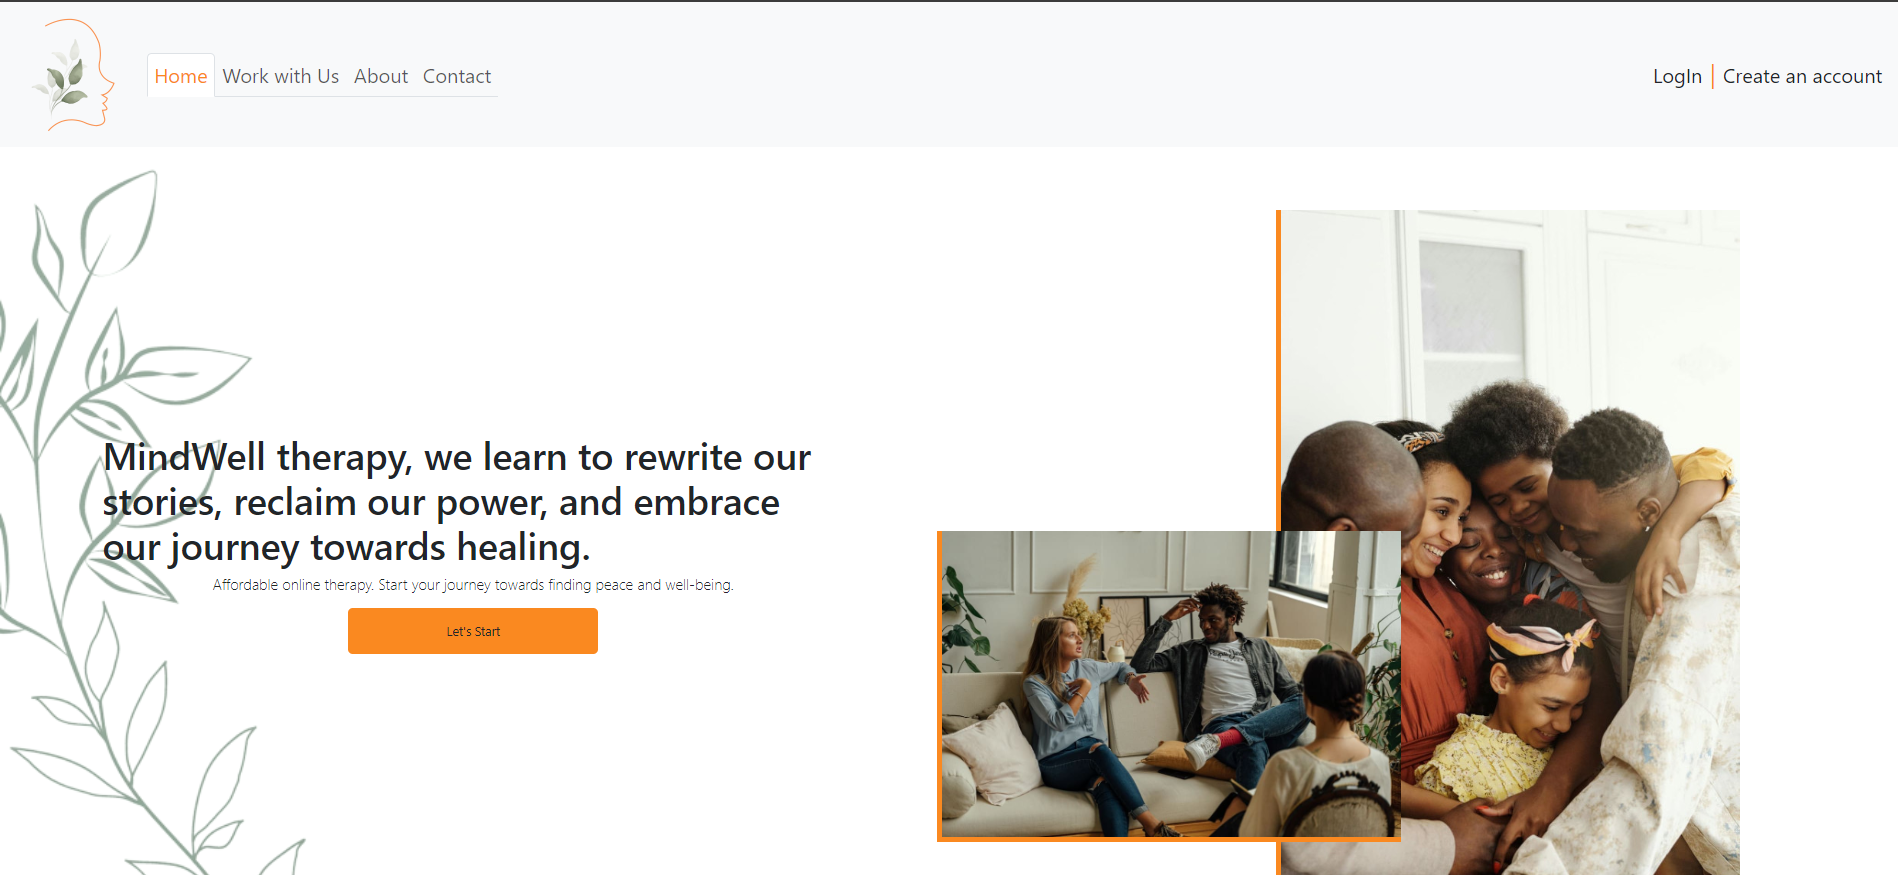 Home Work with Us About Contact LogIn Create an account
MindWell therapy, we learn to rewrite our
stories, reclaim our power, and embrace
our journey towards healing.
Affordable online therapy. Start your journey towards finding peace and well-being.
Let's Start